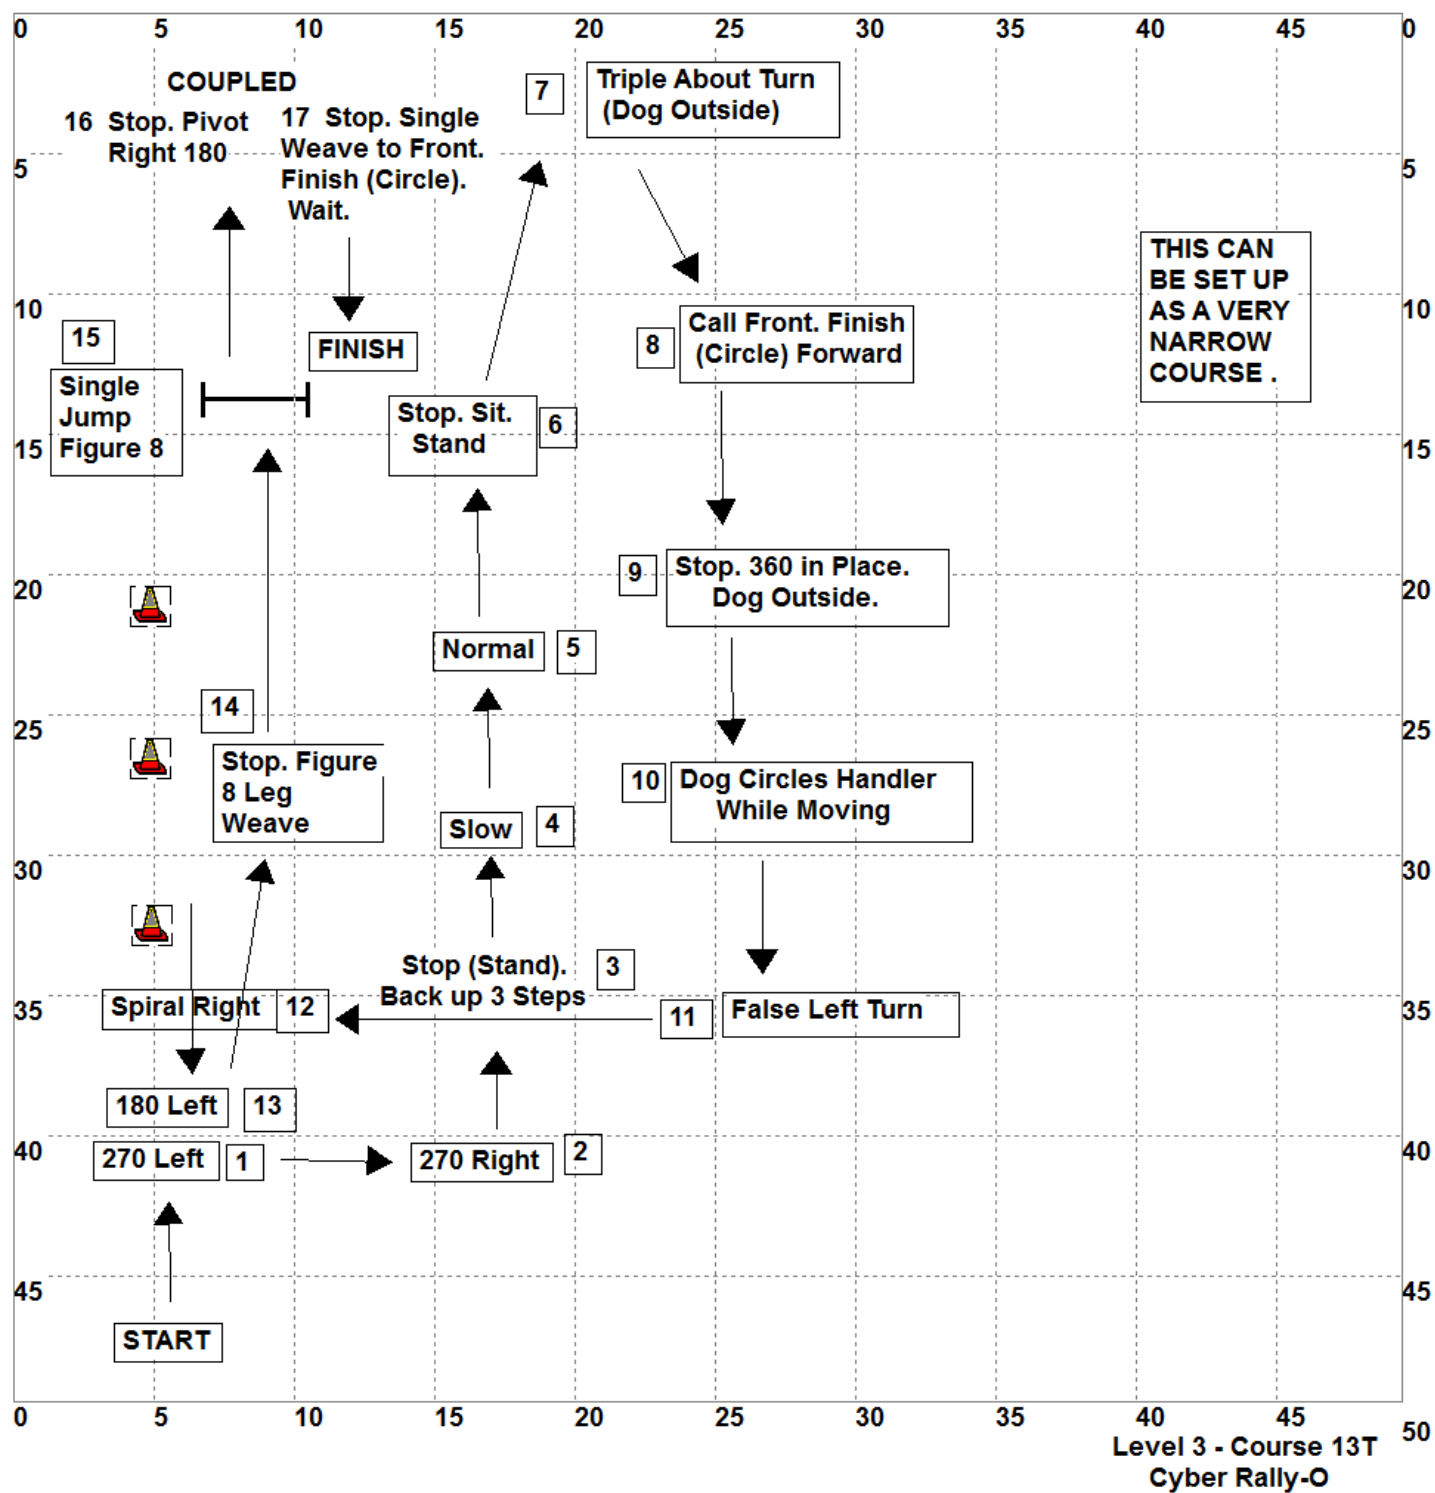 0 5 10 15 20 25 30 35 40 45 0
COUPLED
16 Stop. Pivot
Right 180
17 Stop. Single
Weave to Front.
Finish (Circle).
Wait.
7
Triple About Turn
(Dog Outside)
5 5
THIS CAN
BE SET UP
AS A VERY
NARROW
COURSE .
10 10
15
FINISH
8
Call Front. Finish
(Circle) Forward
Single
Jump
Figure 8
Stop. Sit.
Stand
6
15 15
9
Stop. 360 in Place.
Dog Outside.
20 20
Normal
5
14
25 25
Stop. Figure
8 Leg
Weave
10
Dog Circles Handler
While Moving
Slow
4
30 30
Stop (Stand).
Back up 3 Steps
3
35 35
Spiral Right
12
11
False Left Turn
180 Left
13
40 40
270 Left
1
270 Right
2
45 45
START
0 5 10 15 20 25 30 35 40 45 50
Level 3 - Course 13T
Cyber Rally-O